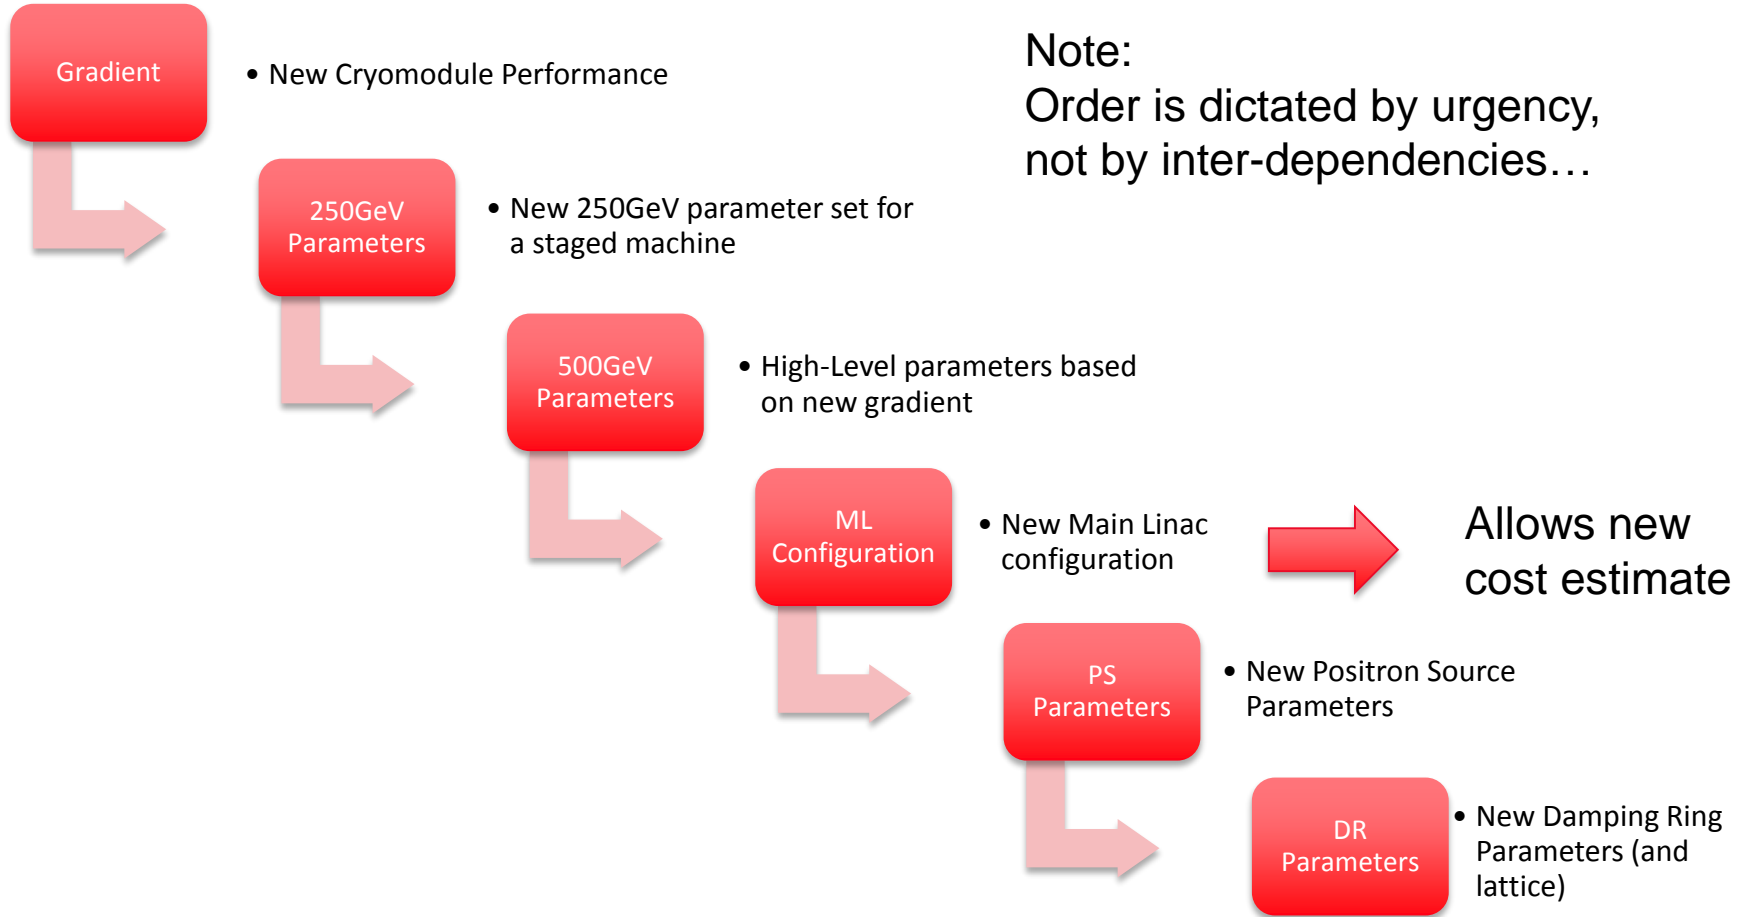 Gradient
• New Cryomodule Performance
Note:
Order is dictated by urgency,
not by inter-dependencies…
250GeV
Parameters
• New 250GeV parameter set for
a staged machine
500GeV
Parameters
• High-Level parameters based
on new gradient
ML
Configuration
• New Main Linac
configuration
Allows new
cost estimate
PS
Parameters
• New Positron Source
Parameters
DR
Parameters
• New Damping Ring
Parameters (and
lattice)